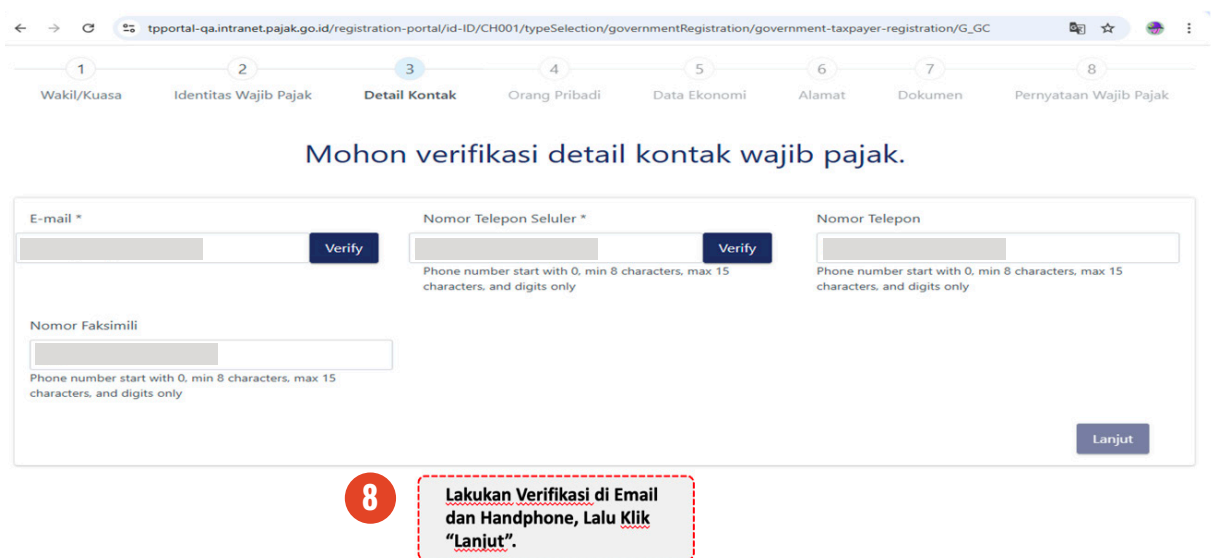 tpportal-qa.intranet.pajak.go.id/registration-portal/id-ID/CH001/typeSelection/governmentRegistration/government-taxpayer-registration/G_GC
1 2 3 4 5 6 7 8
Wakil/Kuasa Identitas Wajib Pajak Detail Kontak Orang Pribadi Data Ekonomi Alamat Dokumen Pernyataan Wajib Pajak
Mohon verifikasi detail kontak wajib pajak.
E-mail *
Verify
Nomor Telepon Seluler *
Verify
Phone number start with 0, min 8 characters, max 15
characters, and digits only
Nomor Telepon
Phone number start with 0, min 8 characters, max 15
characters, and digits only
Nomor Faksimili
Phone number start with 0, min 8 characters, max 15
characters, and digits only
Lanjut
8
Lakukan Verifikasi di Email
dan Handphone, Lalu Klik
“Lanjut”.